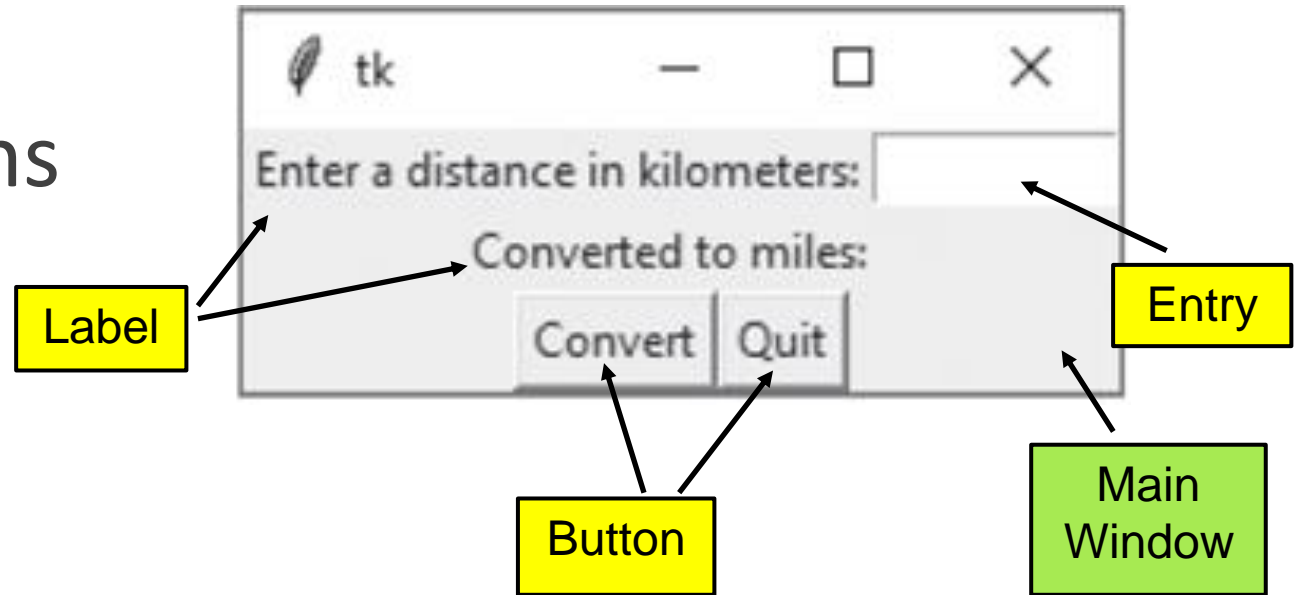 tk
ns
Enter a distance in kilometers:
Converted to miles:
Label
Entry
Convert Quit
Button
Main
Window